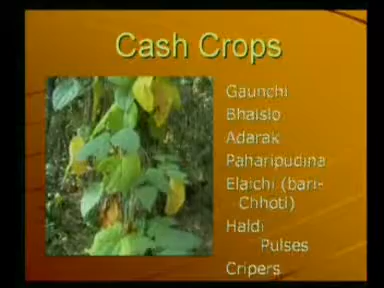 Cash Crops
Gaunchi
Bhaislo
Adarak
Paharipudina
Elaichi (bari-
Chhoti)
Haldi
Pulses
Cripers